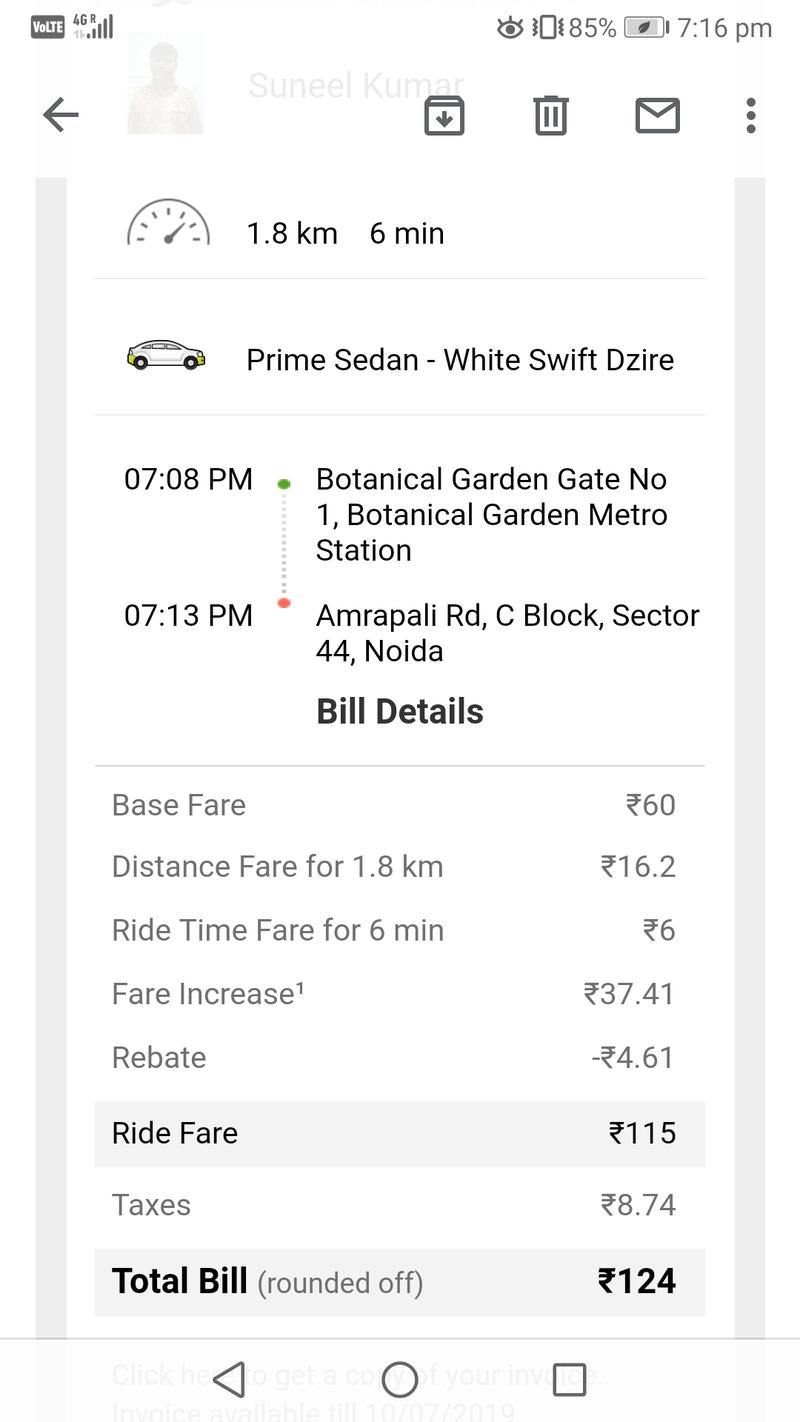 VoLTE 4G R 85% 7:16 pm
Suneel Kumar
1.8 km 6 min
Prime Sedan - White Swift Dzire
07:08 PM Botanical Garden Gate No
1, Botanical Garden Metro
Station
07:13 PM Amrapali Rd, C Block, Sector
44, Noida
Bill Details
Base Fare ₹60
Distance Fare for 1.8 km ₹16.2
Ride Time Fare for 6 min ₹6
Fare Increase¹ ₹37.41
Rebate -₹4.61
Ride Fare ₹115
Taxes ₹8.74
Total Bill (rounded off) ₹124
Click here to get a copy of your invoice.
Invoice available till 10/07/2019